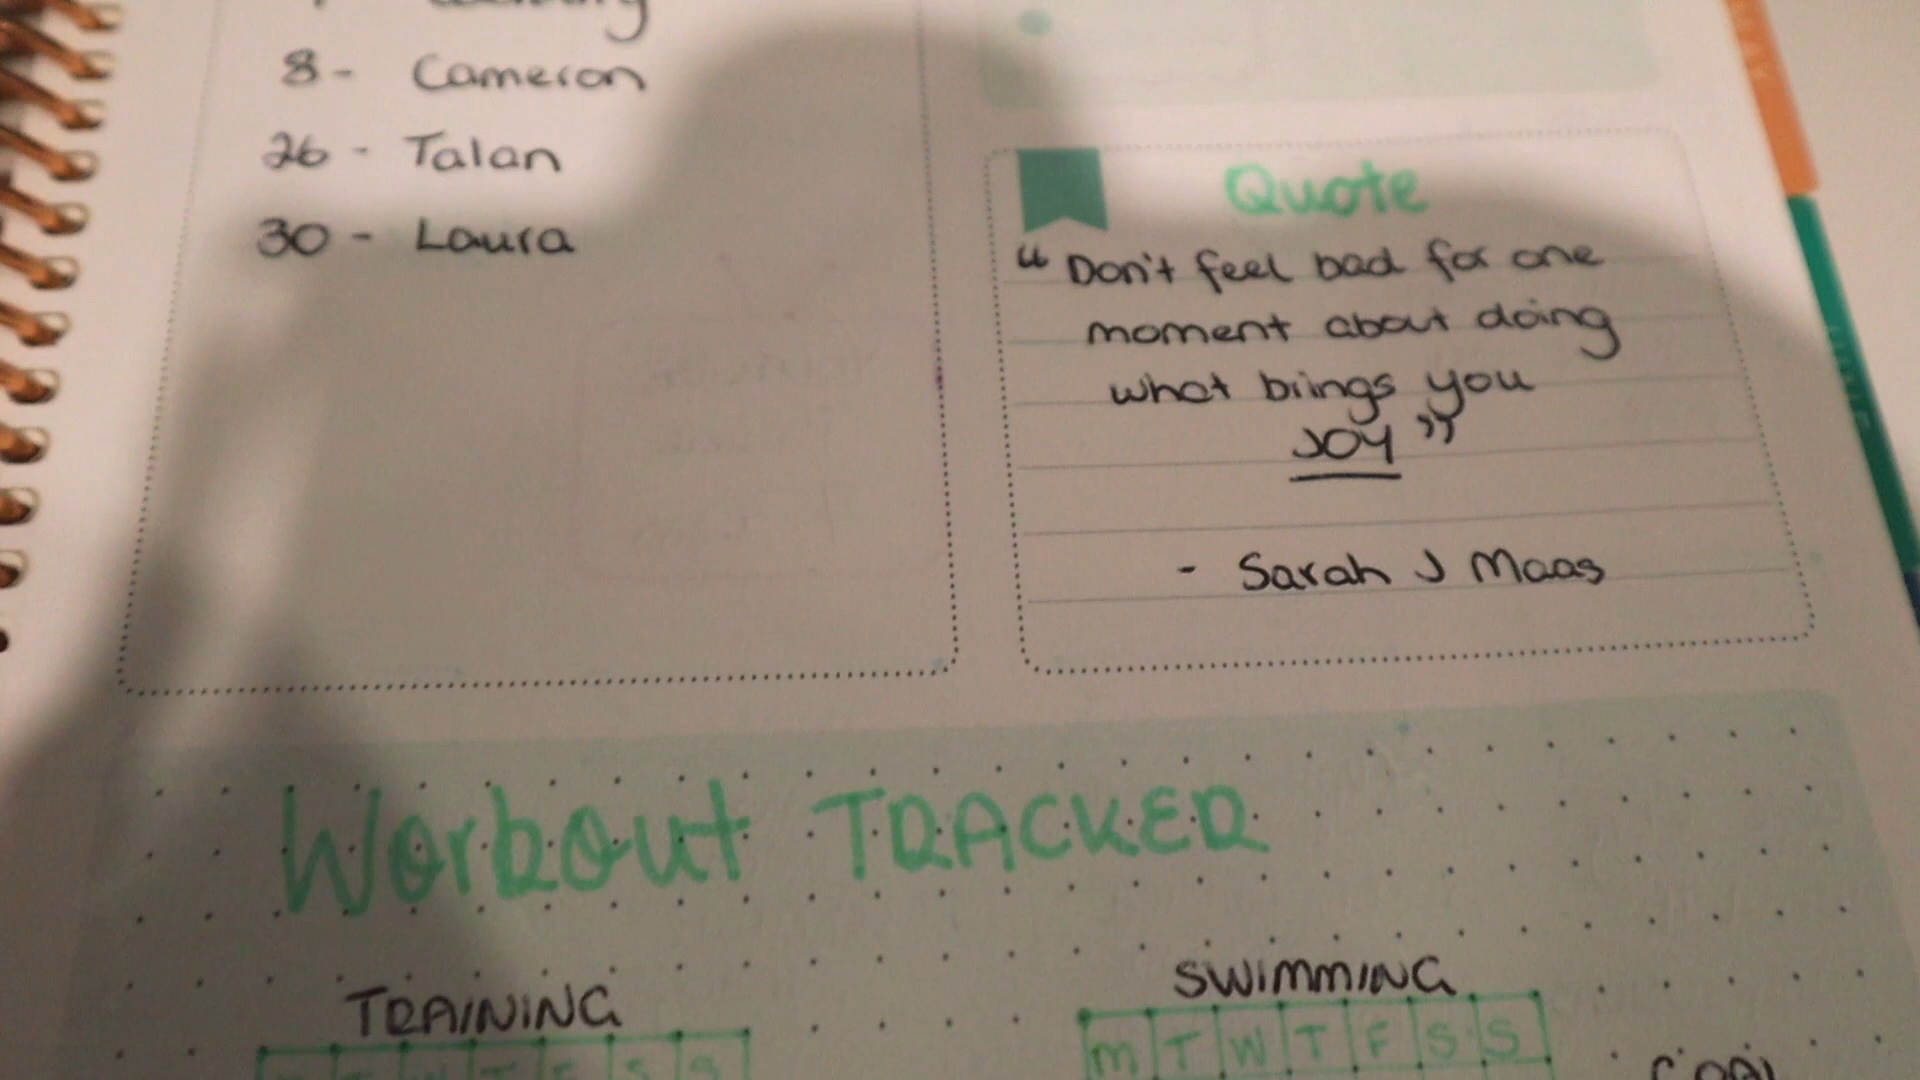 8 - Cameron
26 - Talan
30 - Laura
Quote
“ Don't feel bad for one
moment about doing
what brings you
JOY ”
- Sarah J Maas
Workout TRACKER
TRAINING
SWIMMING
M T W T F S S